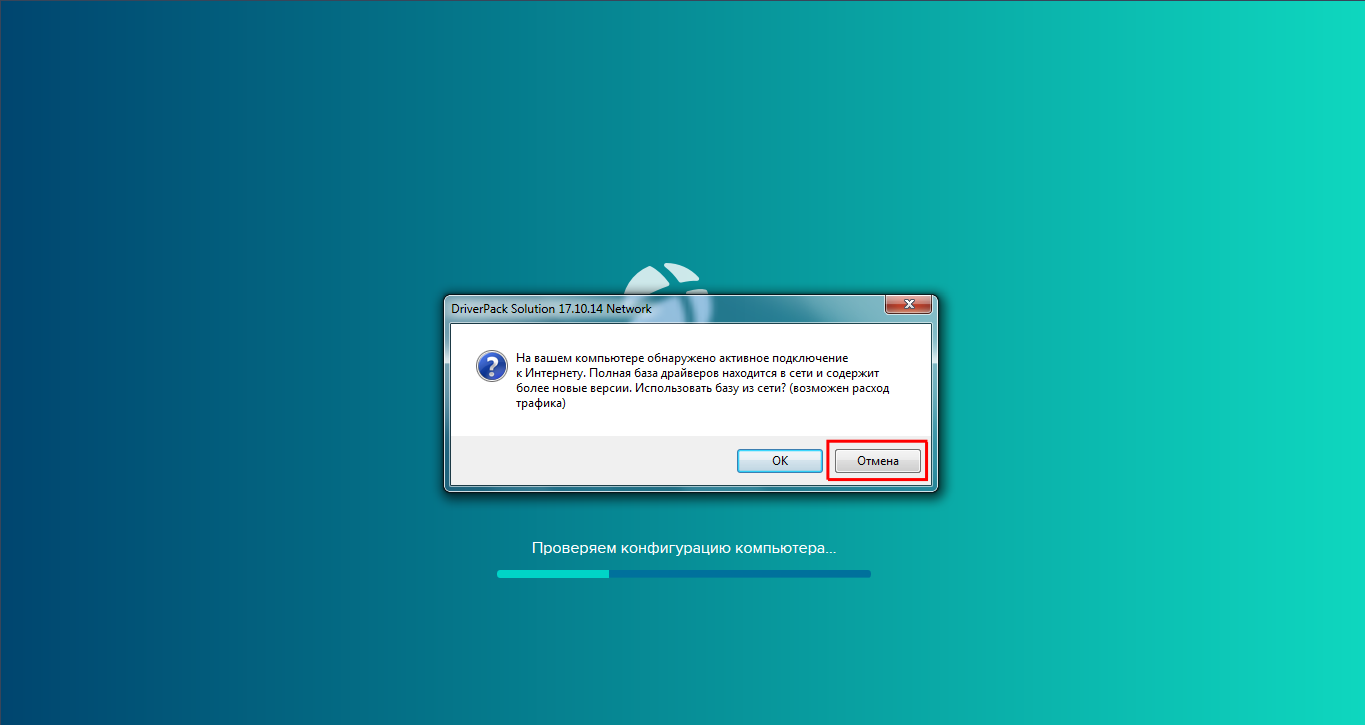 DriverPack Solution 17.10.14 Network
На вашем компьютере обнаружено активное подключение
к Интернету. Полная база драйверов находится в сети и содержит
более новые версии. Использовать базу из сети? (возможен расход
трафика)
OK
Отмена
Проверяем конфигурацию компьютера...